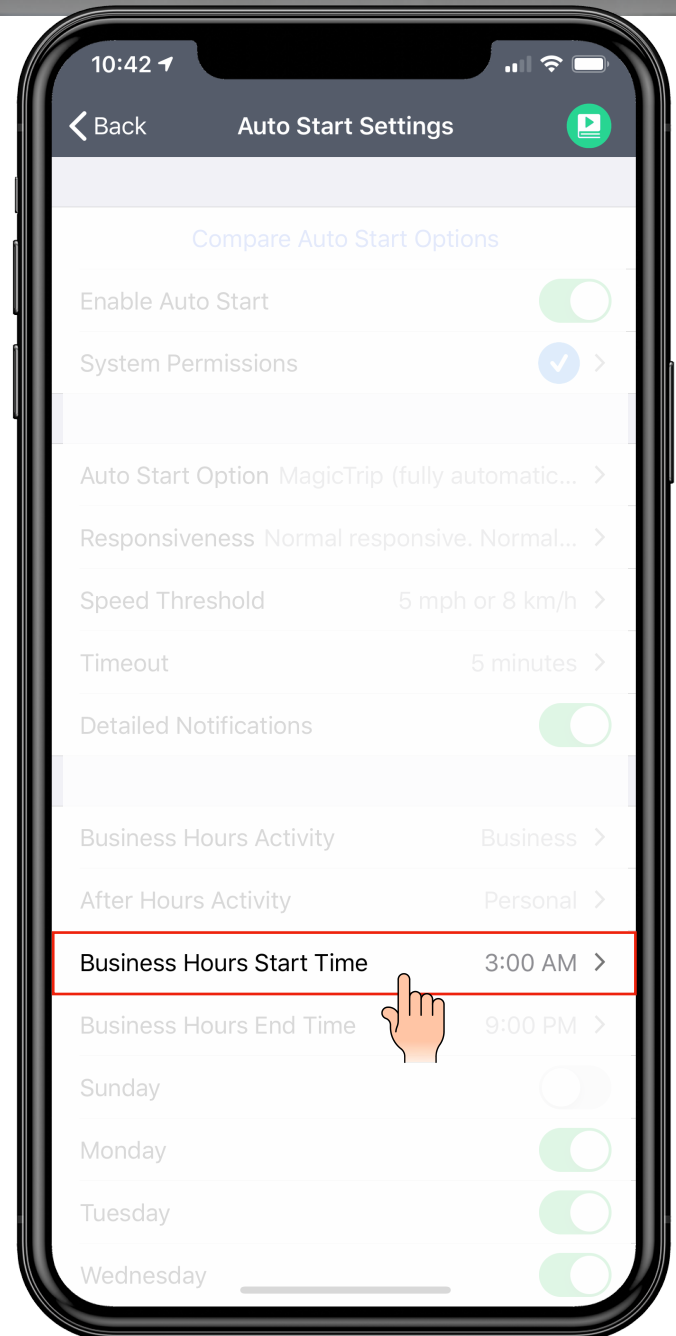 10:42
Back Auto Start Settings
Compare Auto Start Options
Enable Auto Start
System Permissions
Auto Start Option MagicTrip (fully automatic...
Responsiveness Normal responsive. Normal...
Speed Threshold 5 mph or 8 km/h
Timeout 5 minutes
Detailed Notifications
Business Hours Activity Business
After Hours Activity Personal
Business Hours Start Time 3:00 AM
Business Hours End Time 9:00 PM
Sunday
Monday
Tuesday
Wednesday